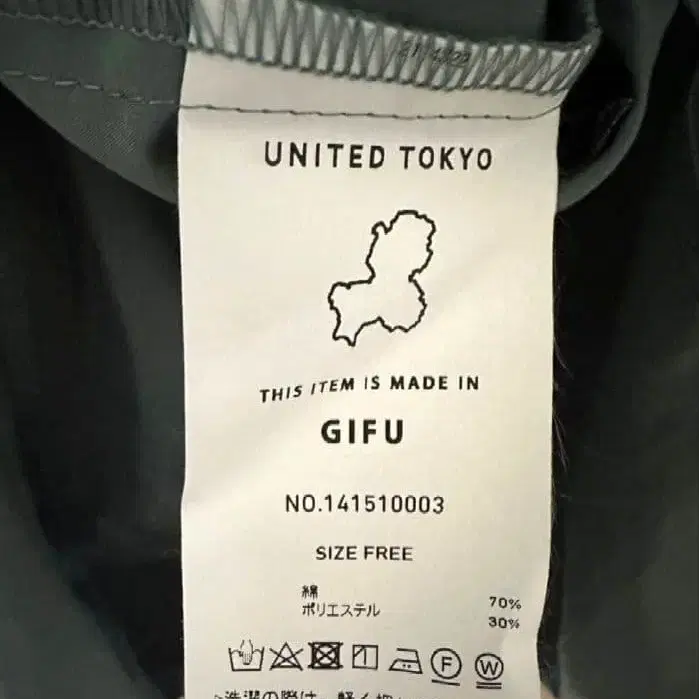 UNITED TOKYO
THIS ITEM IS MADE IN
GIFU
NO.141510003
SIZE FREE
綿 70%
ポリエステル 30%
F W